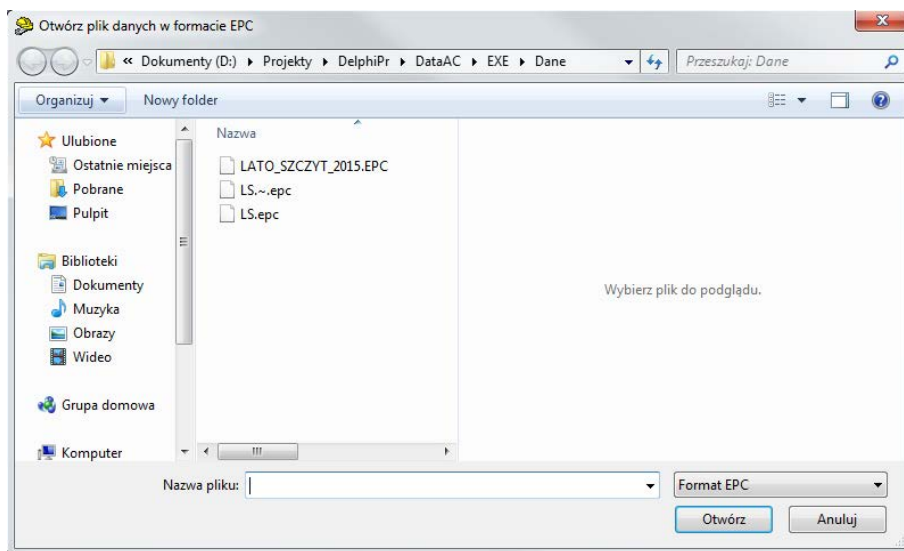 Otwórz plik danych w formacie EPC
« Dokumenty (D:) ▸ Projekty ▸ DelphiPr ▸ DataAC ▸ EXE ▸ Dane
Przeszukaj: Dane
Organizuj Nowy folder
Ulubione
Ostatnie miejsca
Pobrane
Pulpit
Biblioteki
Dokumenty
Muzyka
Obrazy
Wideo
Grupa domowa
Komputer
Nazwa
LATO_SZCZYT_2015.EPC
LS.~.epc
LS.epc
Wybierz plik do podglądu.
Nazwa pliku:
Format EPC
Otwórz Anuluj